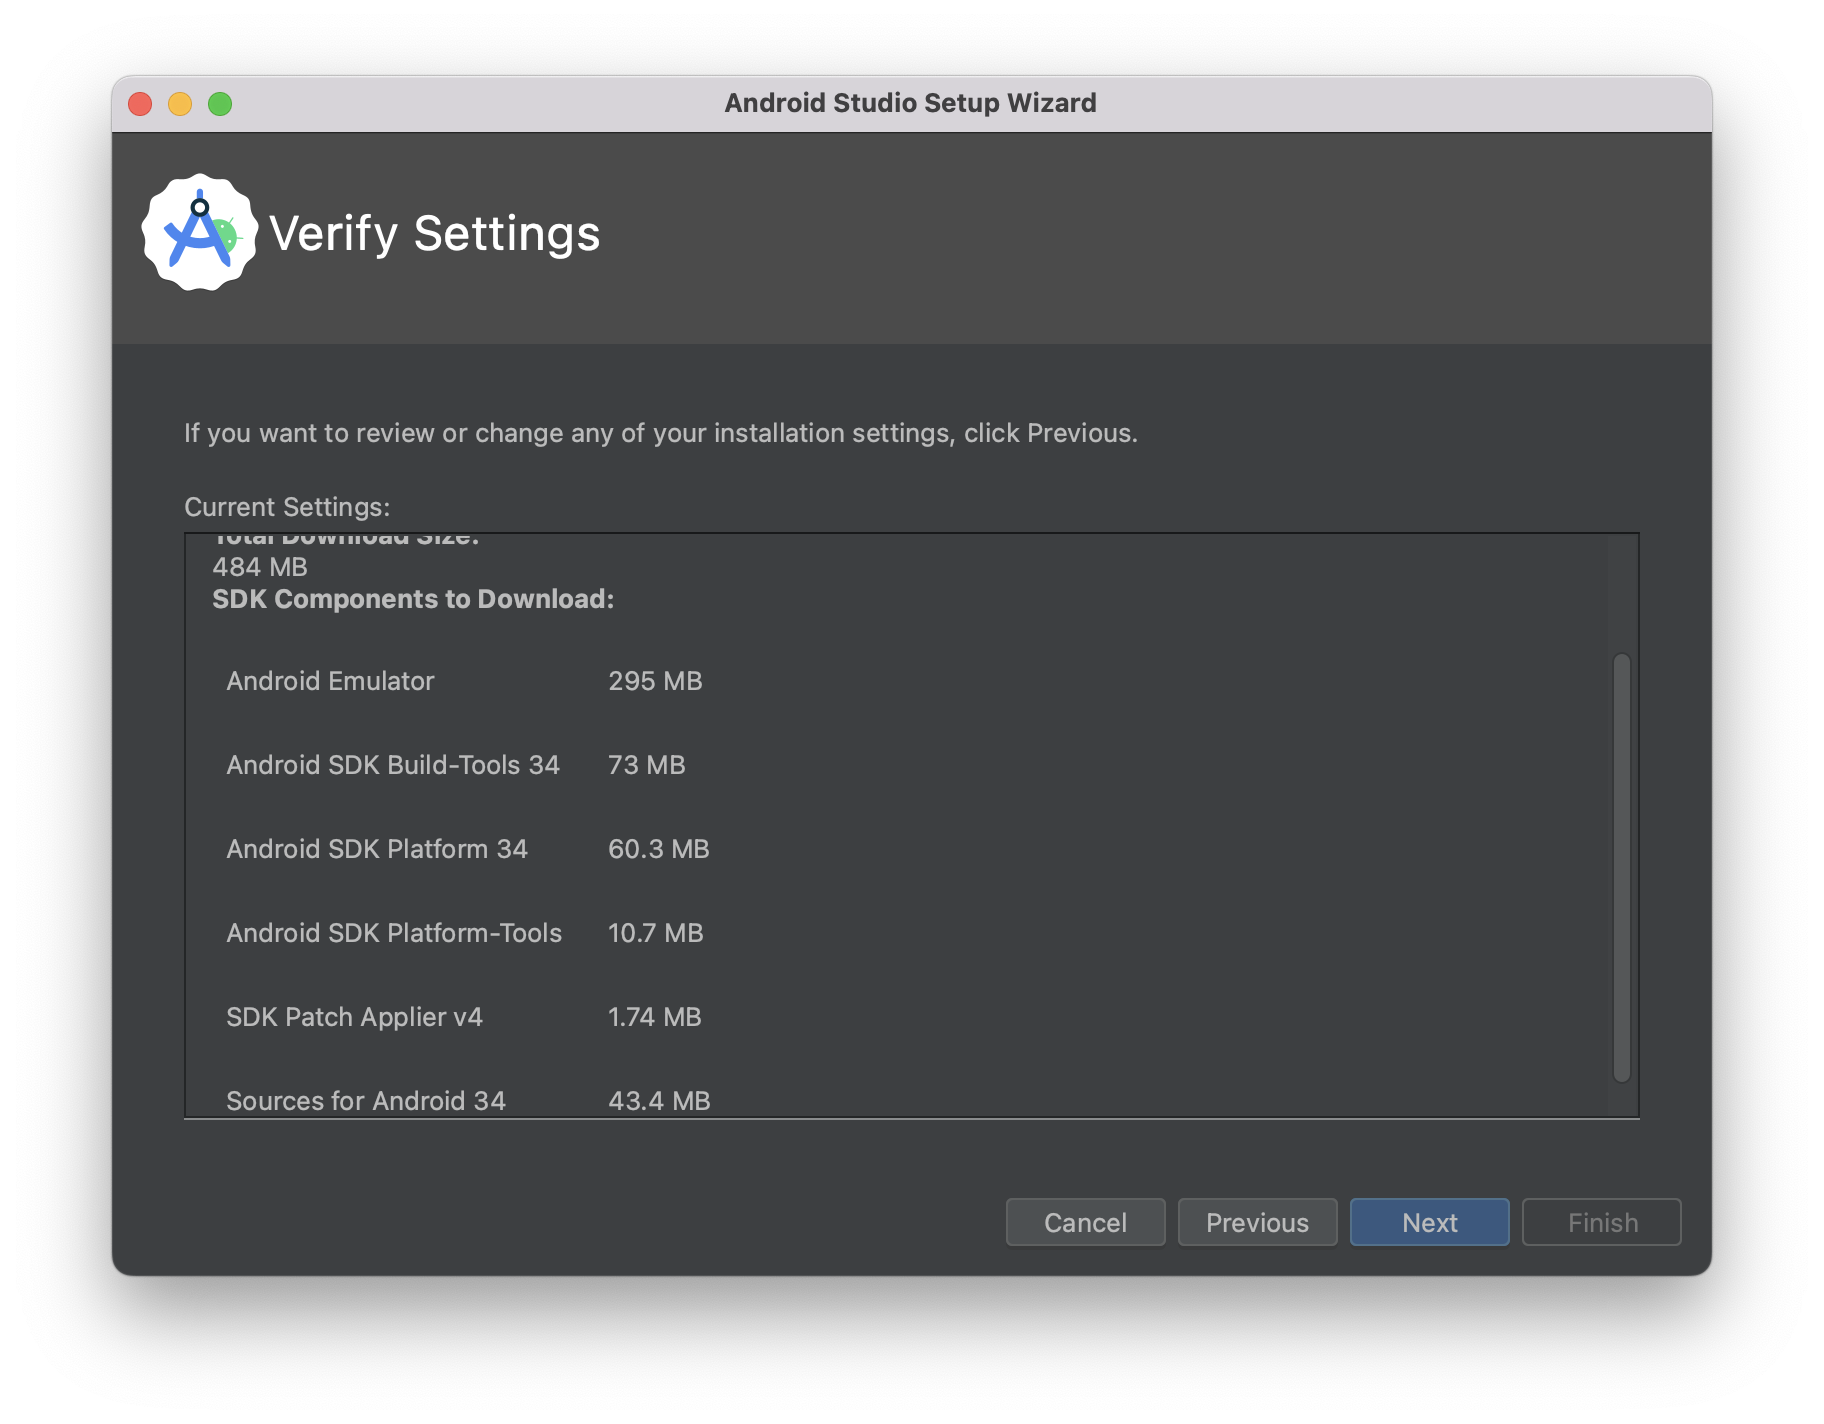 Android Studio Setup Wizard
Verify Settings
If you want to review or change any of your installation settings, click Previous.
Current Settings:
Total Download Size:
484 MB
SDK Components to Download:
Android Emulator 295 MB
Android SDK Build-Tools 34 73 MB
Android SDK Platform 34 60.3 MB
Android SDK Platform-Tools 10.7 MB
SDK Patch Applier v4 1.74 MB
Sources for Android 34 43.4 MB
Cancel Previous Next Finish